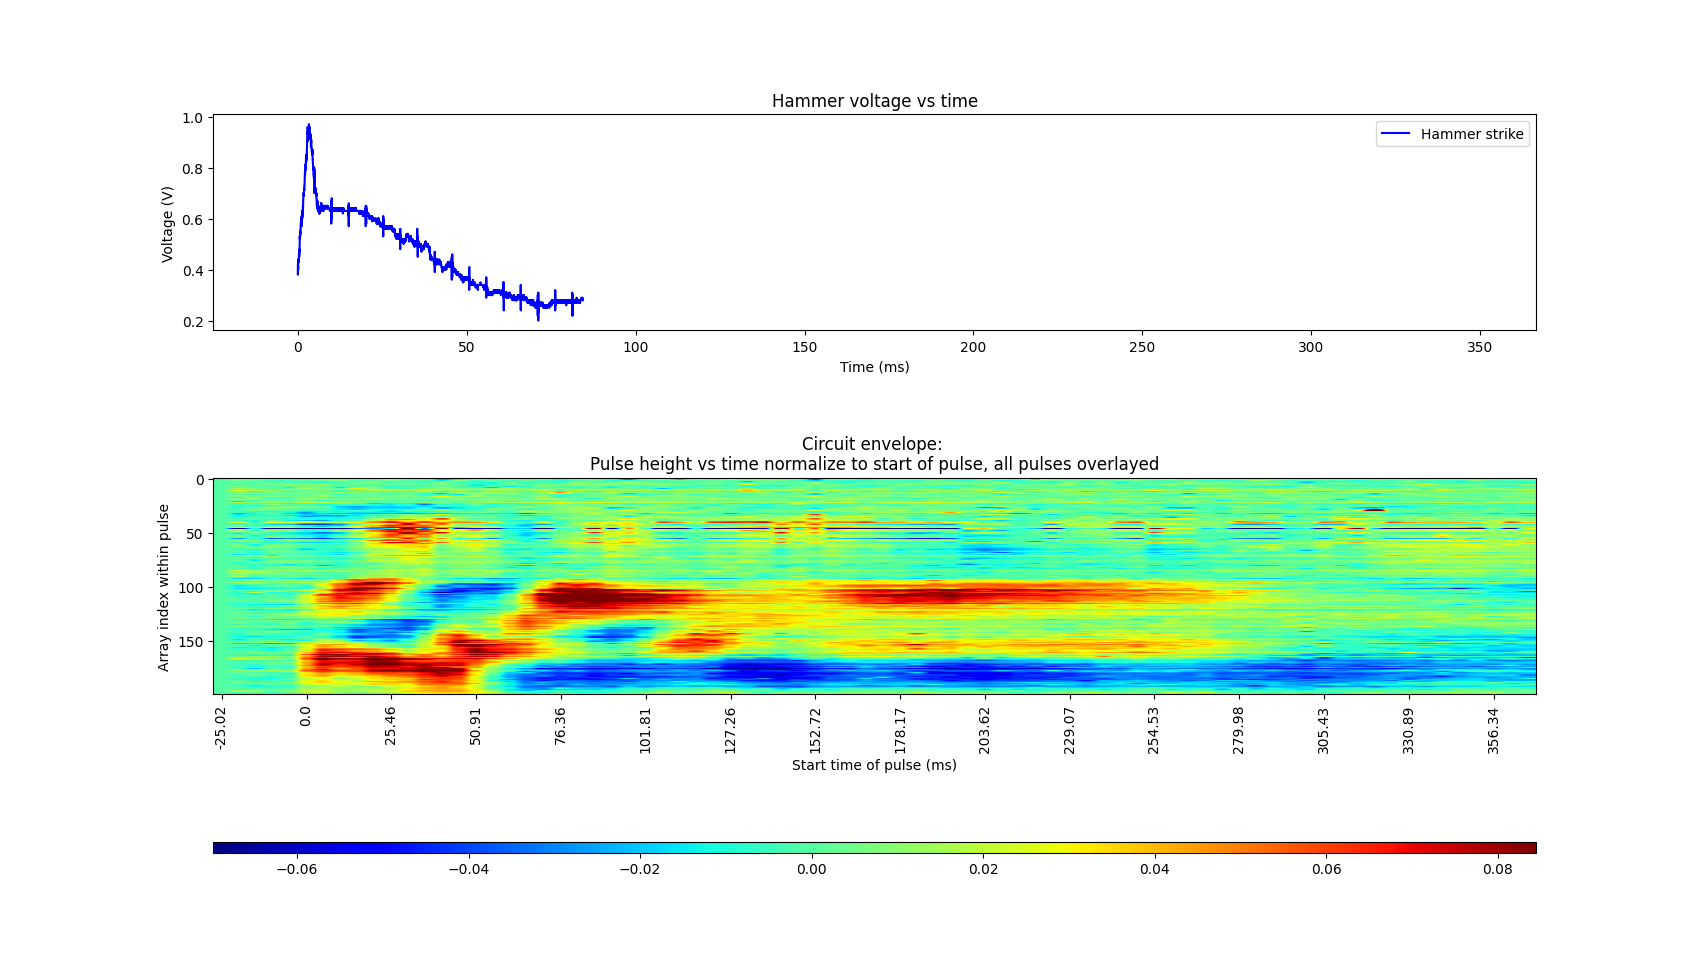 Hammer voltage vs time
Hammer strike
Voltage (V)
1.0
0.8
0.6
0.4
0.2
0 50 100 150 200 250 300 350
Time (ms)
Circuit envelope:
Pulse height vs time normalize to start of pulse, all pulses overlayed
Array index within pulse
0
50
100
150
-25.02 0.0 25.46 50.91 76.36 101.81 127.26 152.72 178.17 203.62 229.07 254.53 279.98 305.43 330.89 356.34
Start time of pulse (ms)
−0.06 −0.04 −0.02 0.00 0.02 0.04 0.06 0.08